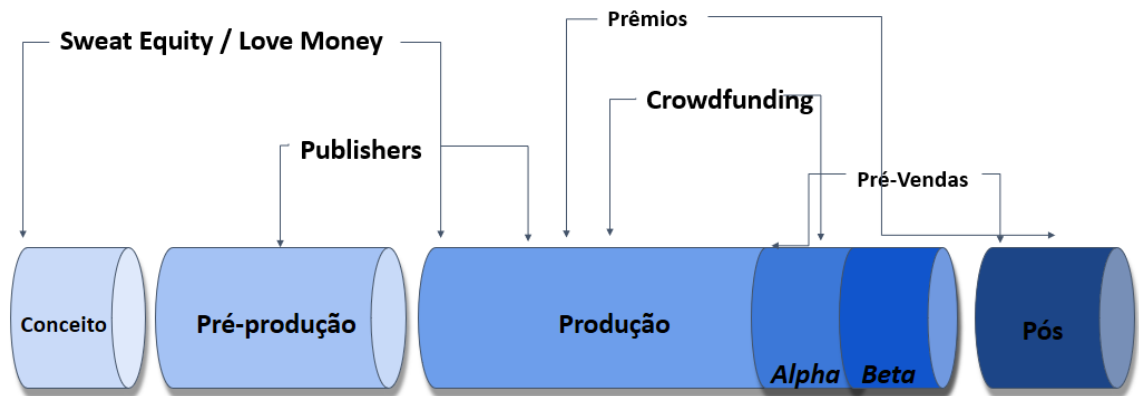 Prêmios
Sweat Equity / Love Money
Crowdfunding
Publishers
Pré-Vendas
Conceito
Pré-produção
Produção
Pós
Alpha
Beta